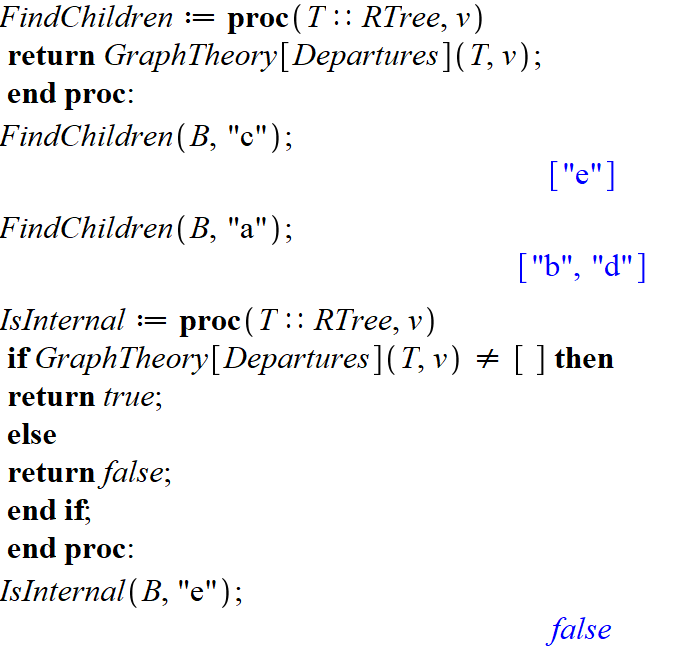 FindChildren := proc(T :: RTree, v)
return GraphTheory[Departures](T, v);
end proc:
FindChildren(B, "c");
["e"]
FindChildren(B, "a");
["b", "d"]
IsInternal := proc(T :: RTree, v)
if GraphTheory[Departures](T, v) ≠ [ ] then
return true;
else
return false;
end if;
end proc:
IsInternal(B, "e");
false